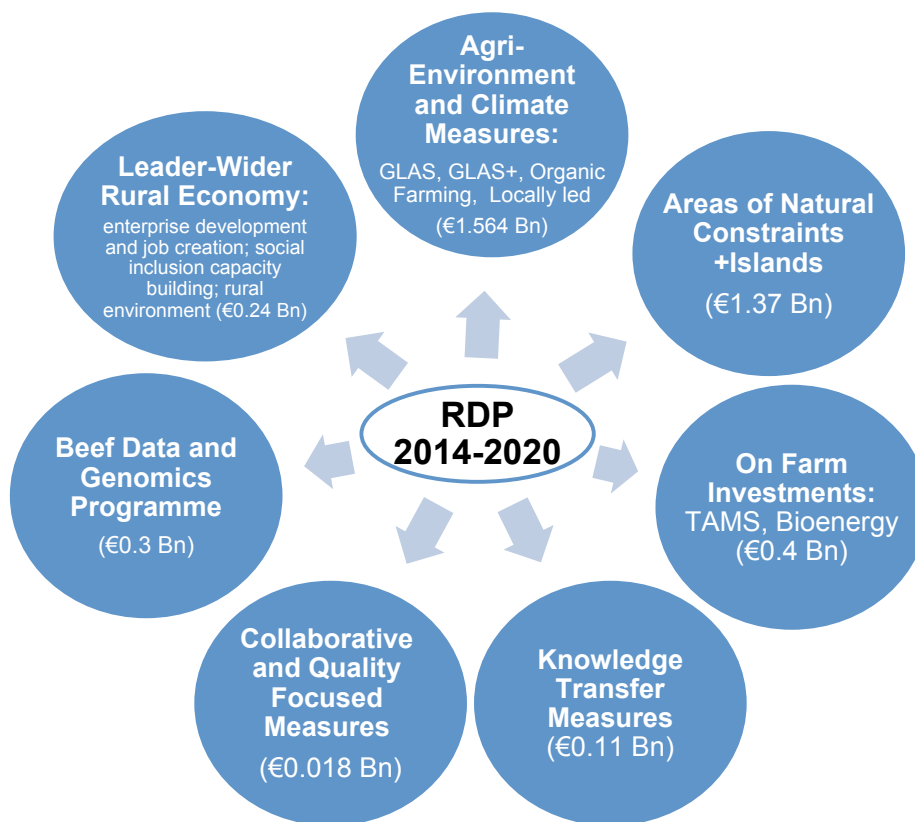 Agri-
Environment
and Climate
Measures:
GLAS, GLAS+, Organic
Farming, Locally led
(€1.564 Bn)
Leader-Wider
Rural Economy:
enterprise development
and job creation; social
inclusion capacity
building; rural
environment (€0.24 Bn)
Areas of Natural
Constraints
+Islands
(€1.37 Bn)
RDP
2014-2020
Beef Data and
Genomics
Programme
(€0.3 Bn)
On Farm
Investments:
TAMS, Bioenergy
(€0.4 Bn)
Collaborative
and Quality
Focused
Measures
(€0.018 Bn)
Knowledge
Transfer
Measures
(€0.11 Bn)